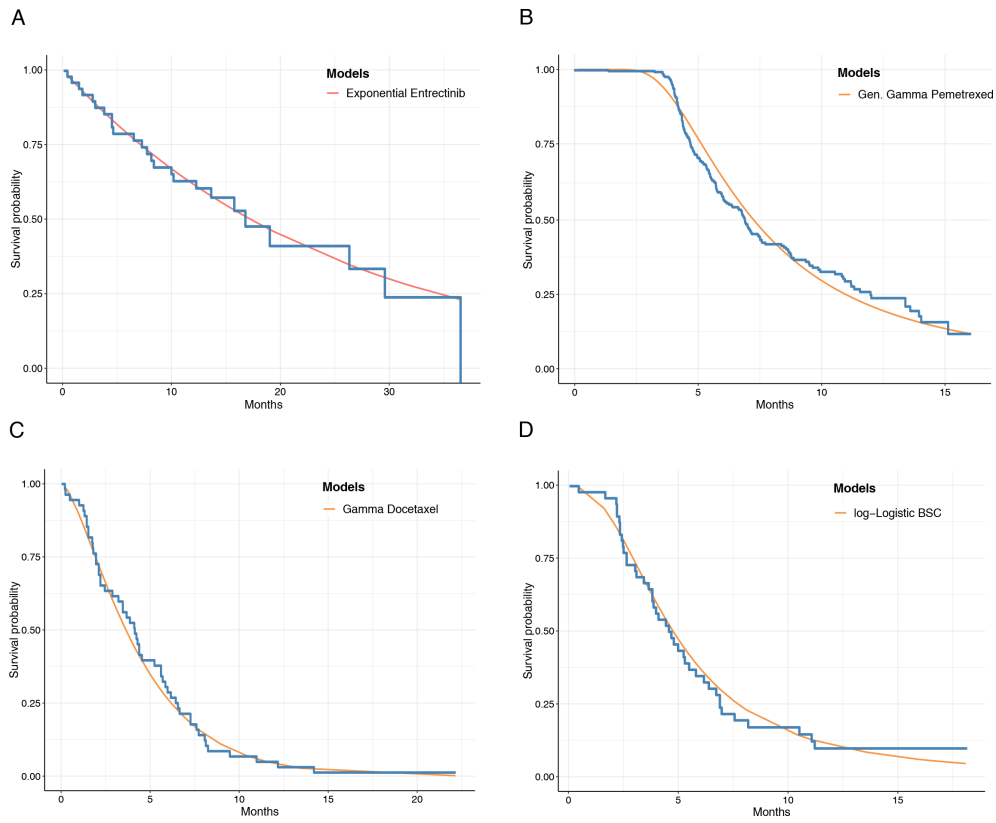 A
Models
Exponential Entrectinib
Survival probability
1.00
0.75
0.50
0.25
0.00
0 10 20 30
Months
B
Models
Gen. Gamma Pemetrexed
Survival probability
1.00
0.75
0.50
0.25
0.00
0 5 10 15
Months
C
Models
Gamma Docetaxel
Survival probability
1.00
0.75
0.50
0.25
0.00
0 5 10 15 20
Months
D
Models
log−Logistic BSC
Survival probability
1.00
0.75
0.50
0.25
0.00
0 5 10 15
Months